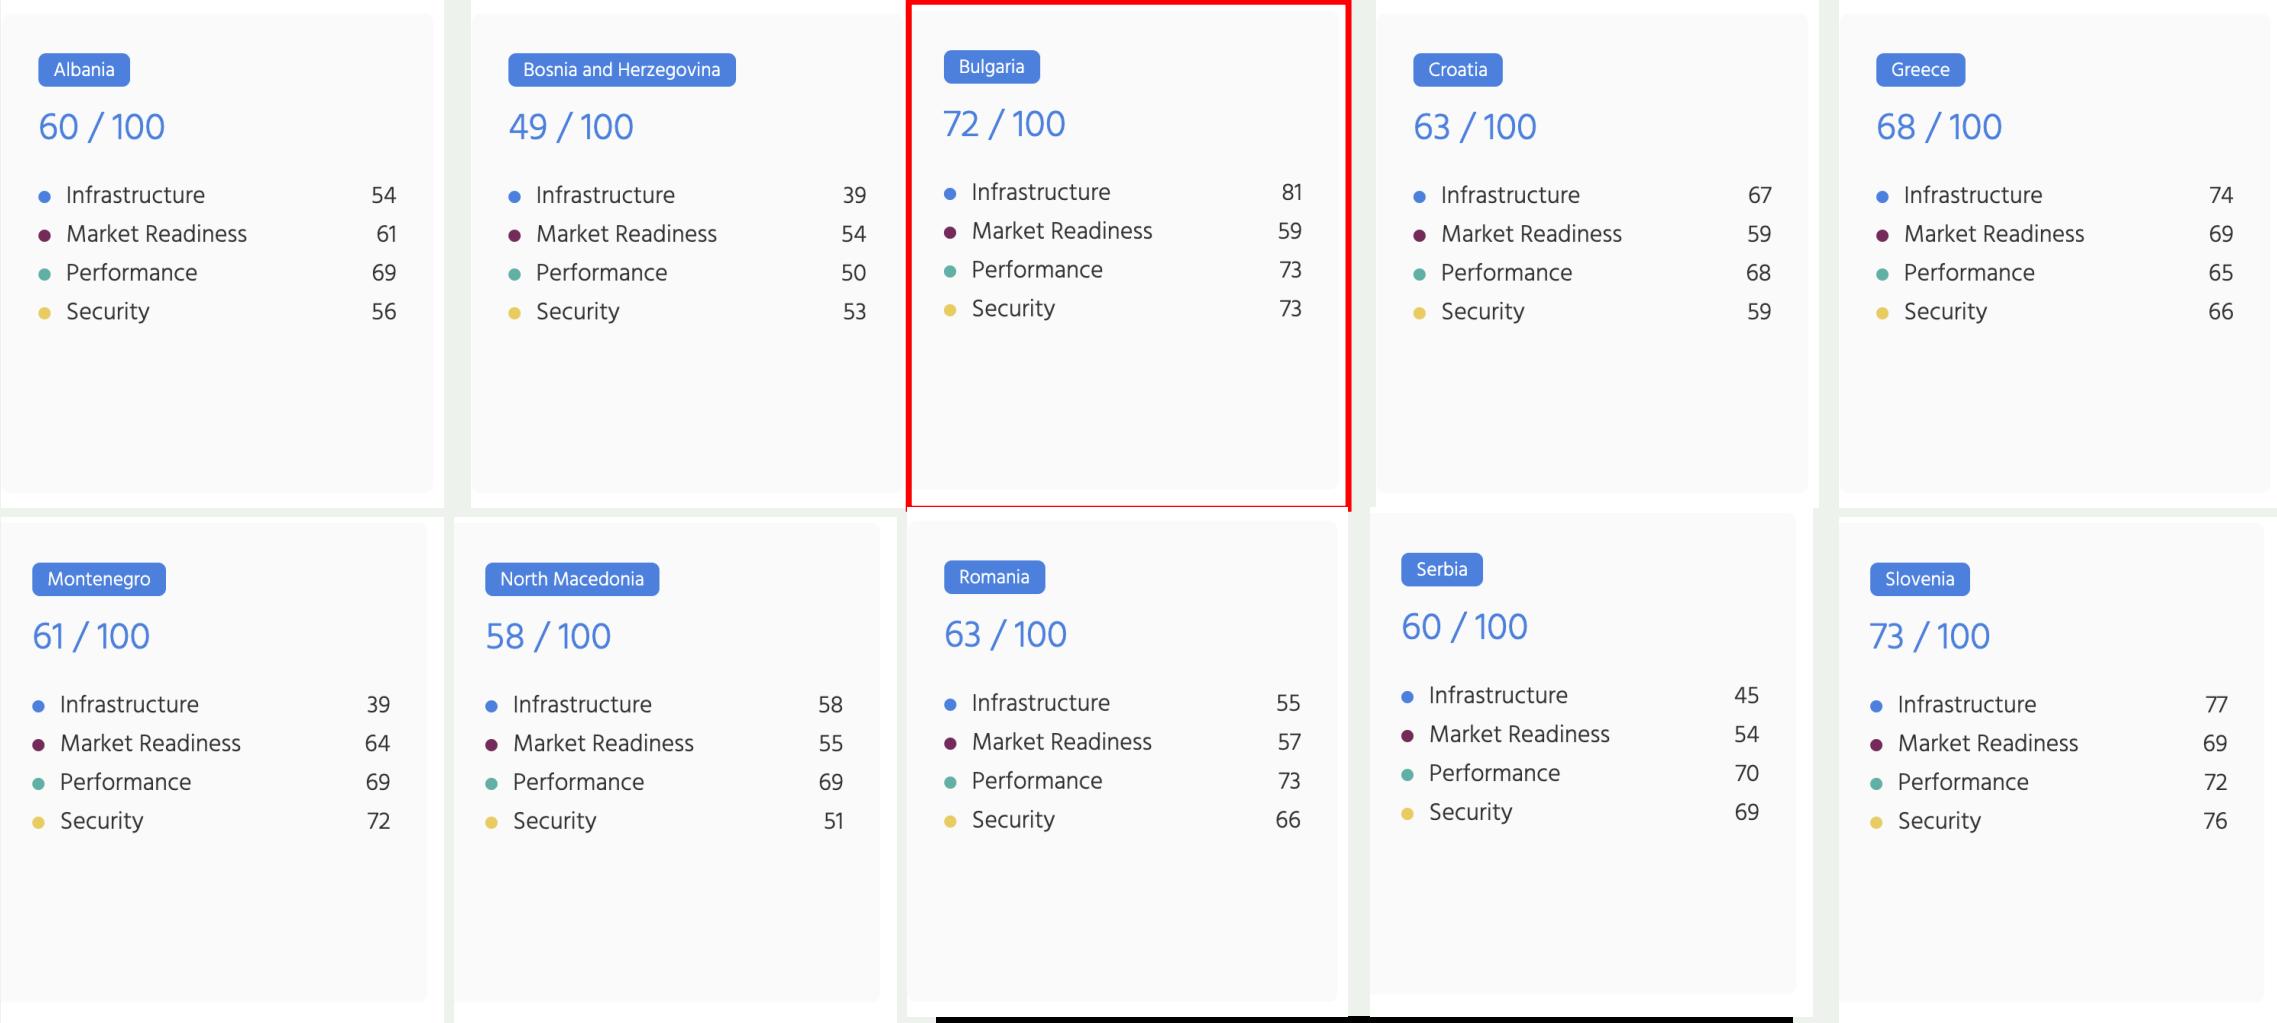 Albania
60 / 100
Infrastructure 54
Market Readiness 61
Performance 69
Security 56
Bosnia and Herzegovina
49 / 100
Infrastructure 39
Market Readiness 54
Performance 50
Security 53
Bulgaria
72 / 100
Infrastructure 81
Market Readiness 59
Performance 73
Security 73
Croatia
63 / 100
Infrastructure 67
Market Readiness 59
Performance 68
Security 59
Greece
68 / 100
Infrastructure 74
Market Readiness 69
Performance 65
Security 66
Montenegro
61 / 100
Infrastructure 39
Market Readiness 64
Performance 69
Security 72
North Macedonia
58 / 100
Infrastructure 58
Market Readiness 55
Performance 69
Security 51
Romania
63 / 100
Infrastructure 55
Market Readiness 57
Performance 73
Security 66
Serbia
60 / 100
Infrastructure 45
Market Readiness 54
Performance 70
Security 69
Slovenia
73 / 100
Infrastructure 77
Market Readiness 69
Performance 72
Security 76